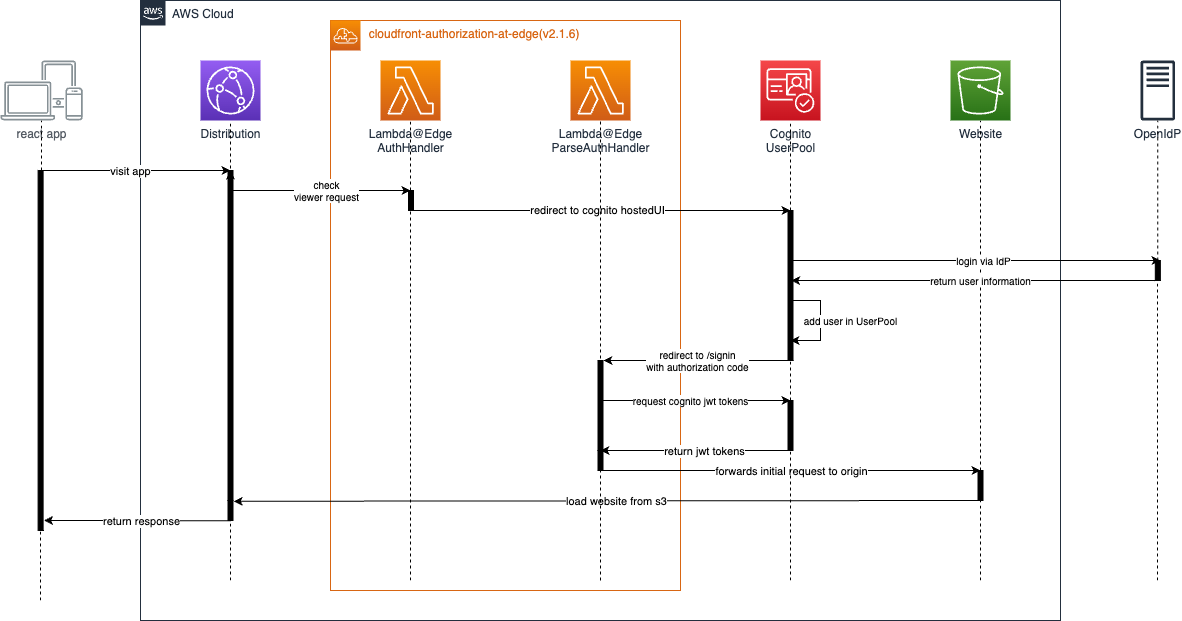 aws
AWS Cloud
cloudfront-authorization-at-edge(v2.1.6)
react app
Distribution
Lambda@Edge
AuthHandler
Lambda@Edge
ParseAuthHandler
Cognito
UserPool
Website
OpenIdP
visit app
check
viewer request
redirect to cognito hostedUI
login via IdP
return user information
add user in UserPool
redirect to /signin
with authorization code
request cognito jwt tokens
return jwt tokens
forwards initial request to origin
load website from s3
return response